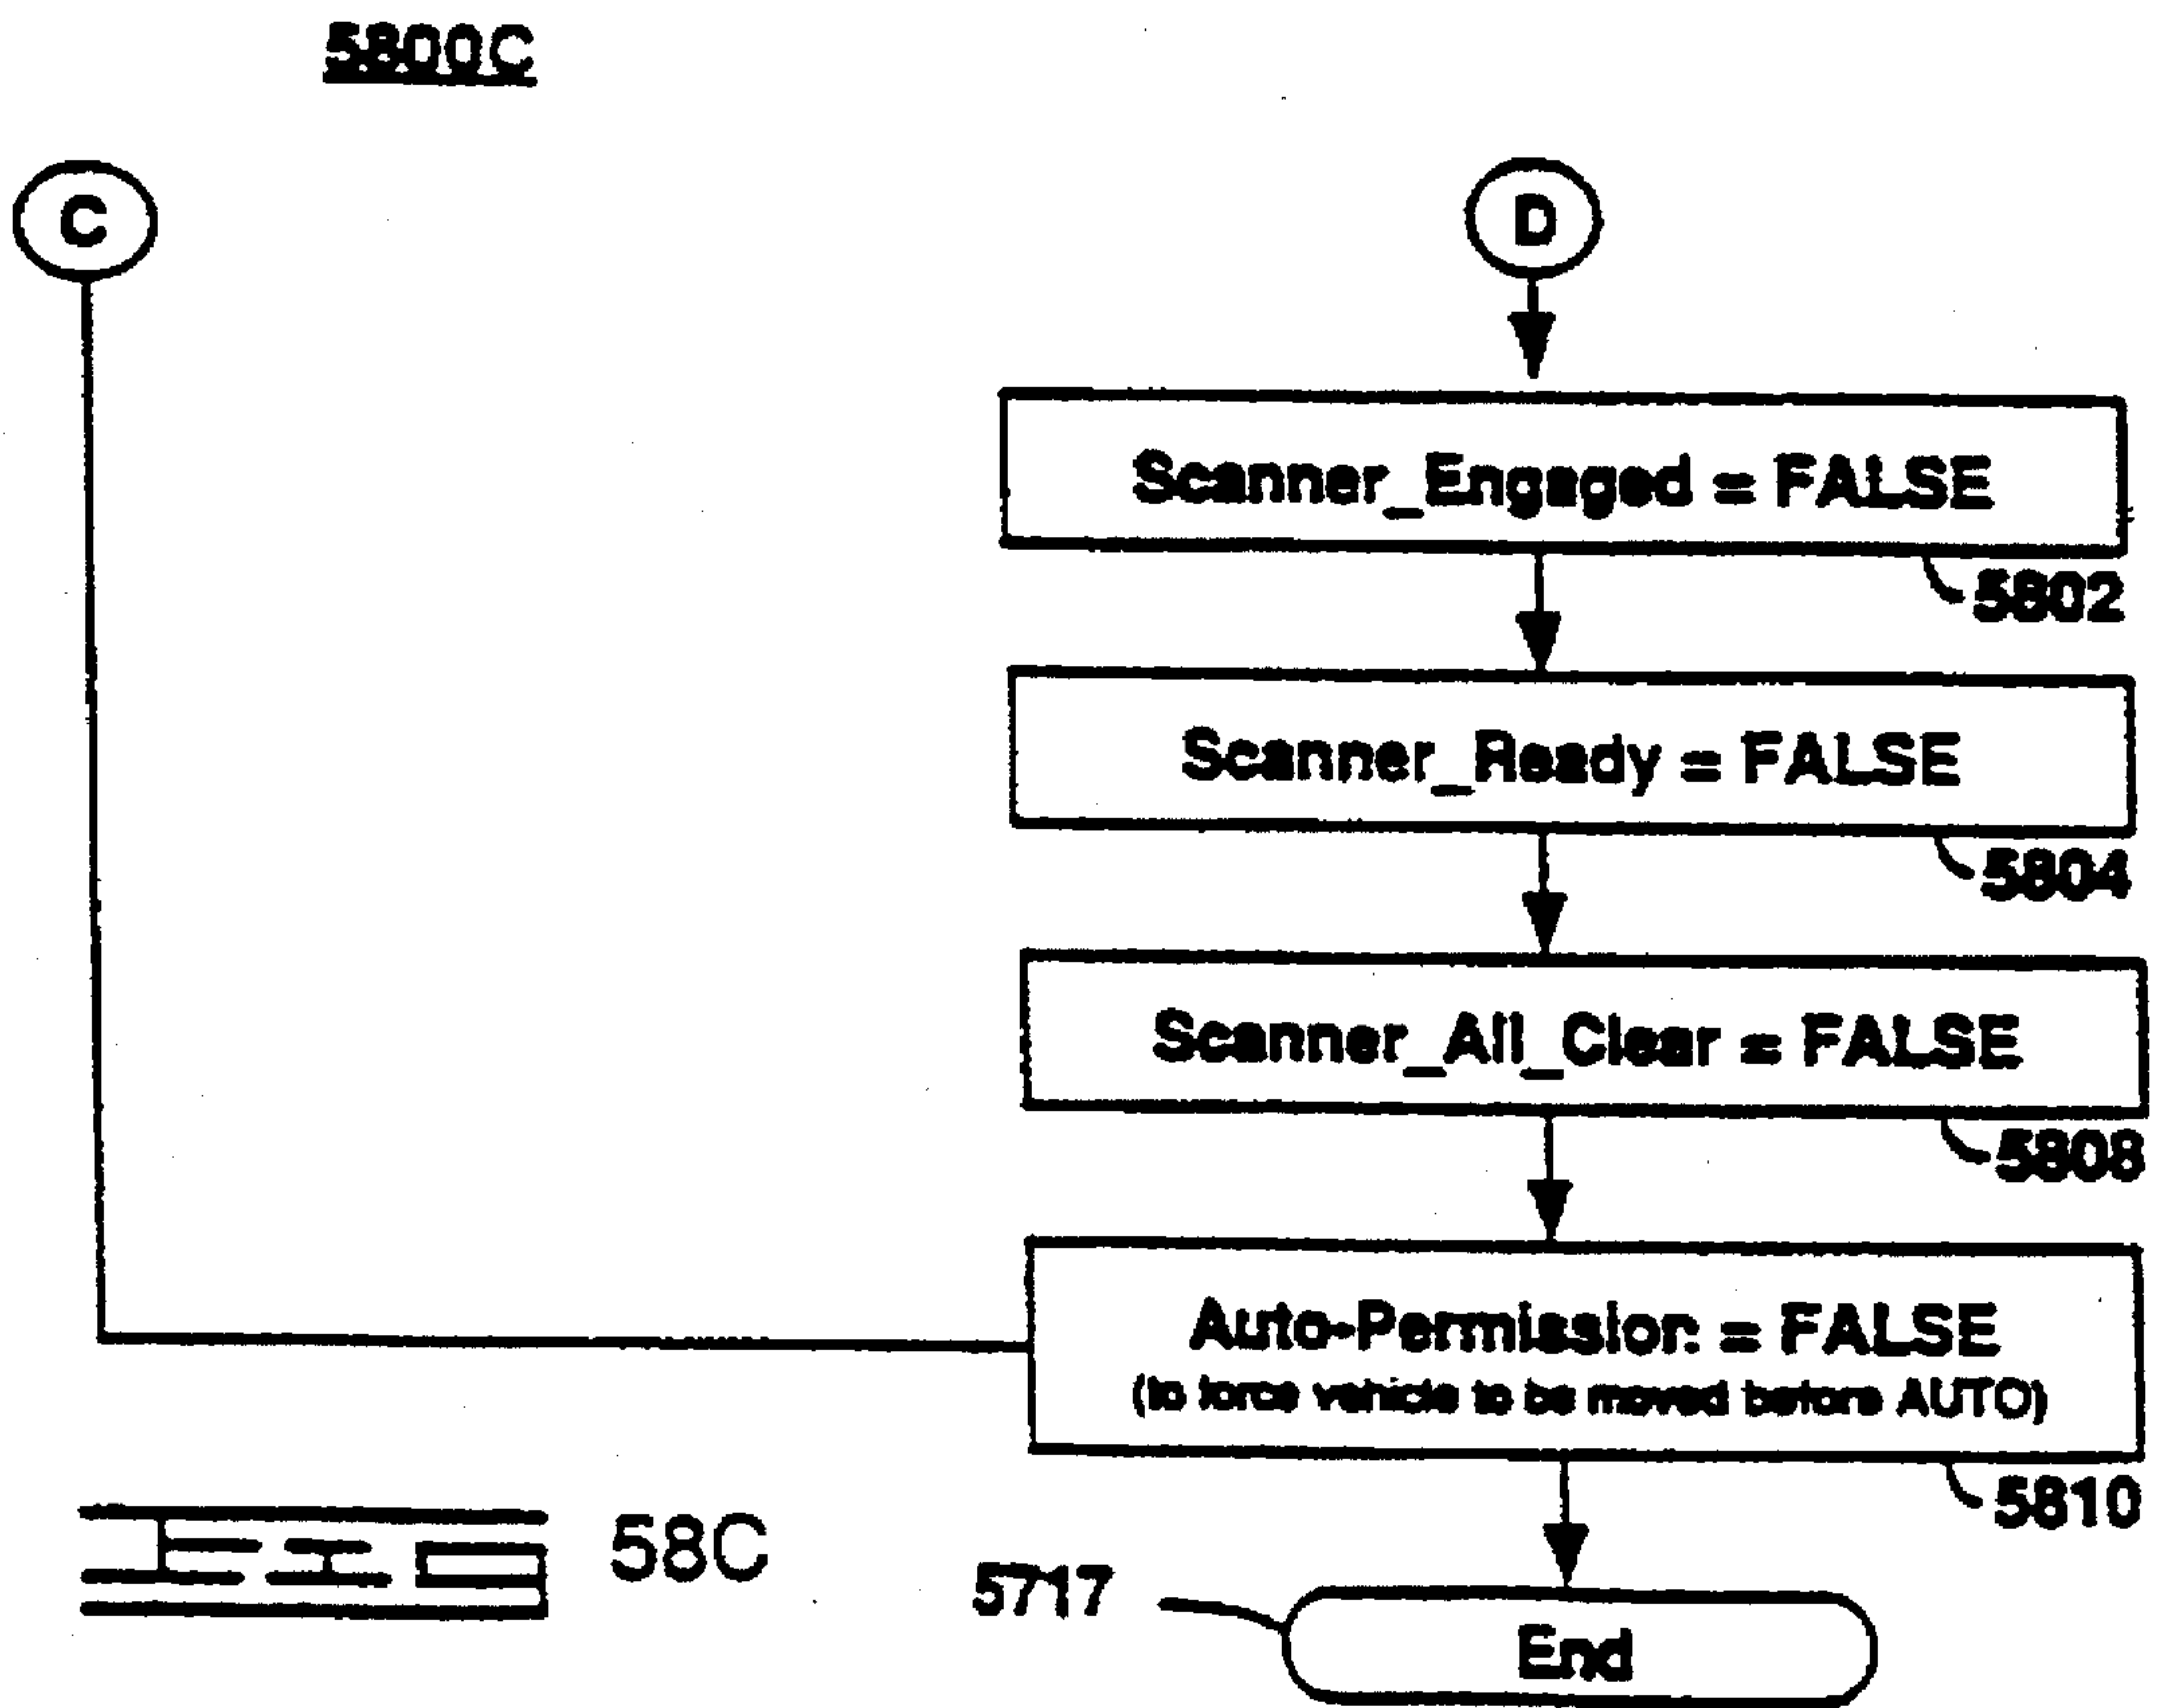 5800C
C
D
Scanner_Engaged = FALSE
5802
Scanner_Ready = FALSE
5804
Scanner_All_Clear = FALSE
5808
Auto-Permission = FALSE
(to force vehicle to be moved before AUTO)
5810
FIG 58C
5717
End